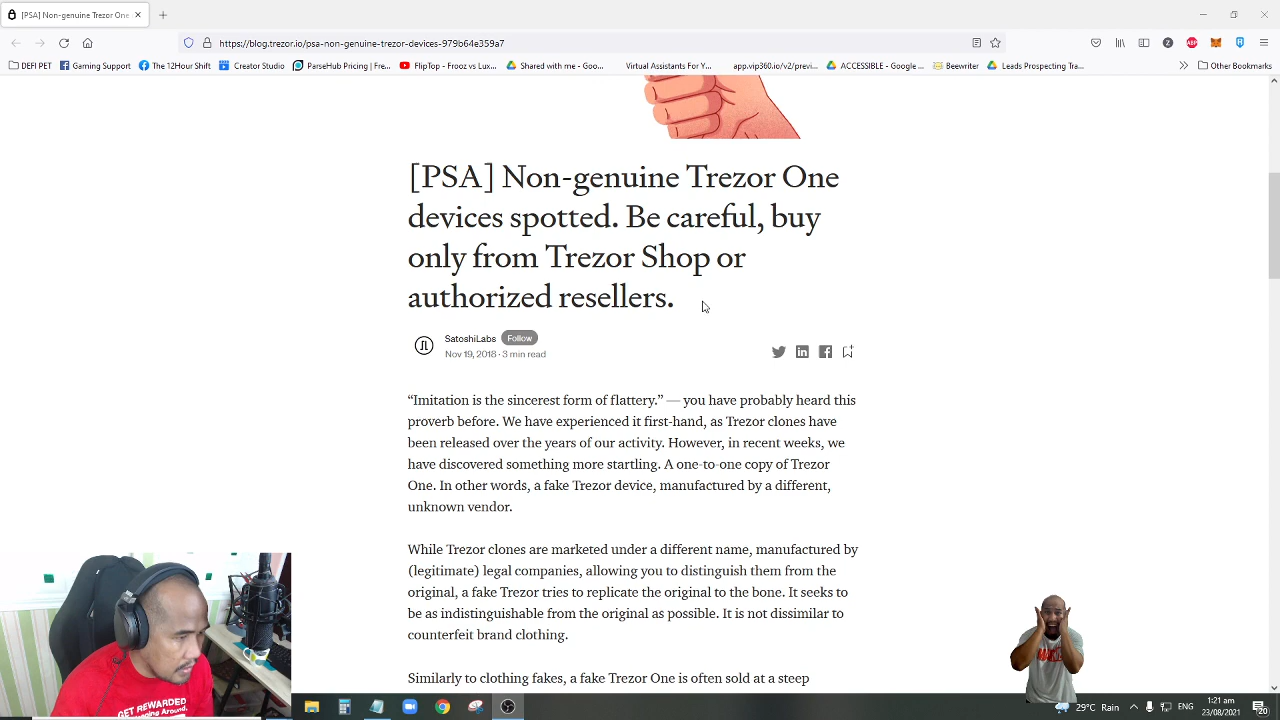 [PSA] Non-genuine Trezor One
https://blog.trezor.io/psa-non-genuine-trezor-devices-979b64e359a7
DEFI PET
Gaming Support
The 12Hour Shift
Creator Studio
ParseHub Pricing | Fre...
FlipTop - Frooz vs Lux...
Shared with me - Goo...
Virtual Assistants For Y...
app.vip360.io/v2/previ...
ACCESSIBLE - Google ...
Beewriter
Leads Prospecting Tra...
Other Bookmarks
[PSA] Non-genuine Trezor One
devices spotted. Be careful, buy
only from Trezor Shop or
authorized resellers.
SatoshiLabs Follow
Nov 19, 2018 · 3 min read
“Imitation is the sincerest form of flattery.” — you have probably heard this
proverb before. We have experienced it first-hand, as Trezor clones have
been released over the years of our activity. However, in recent weeks, we
have discovered something more startling. A one-to-one copy of Trezor
One. In other words, a fake Trezor device, manufactured by a different,
unknown vendor.
While Trezor clones are marketed under a different name, manufactured by
(legitimate) legal companies, allowing you to distinguish them from the
original, a fake Trezor tries to replicate the original to the bone. It seeks to
be as indistinguishable from the original as possible. It is not dissimilar to
counterfeit brand clothing.
Similarly to clothing fakes, a fake Trezor One is often sold at a steep
GET REWARDED
29°C Rain
ENG
1:21 am
23/08/2021